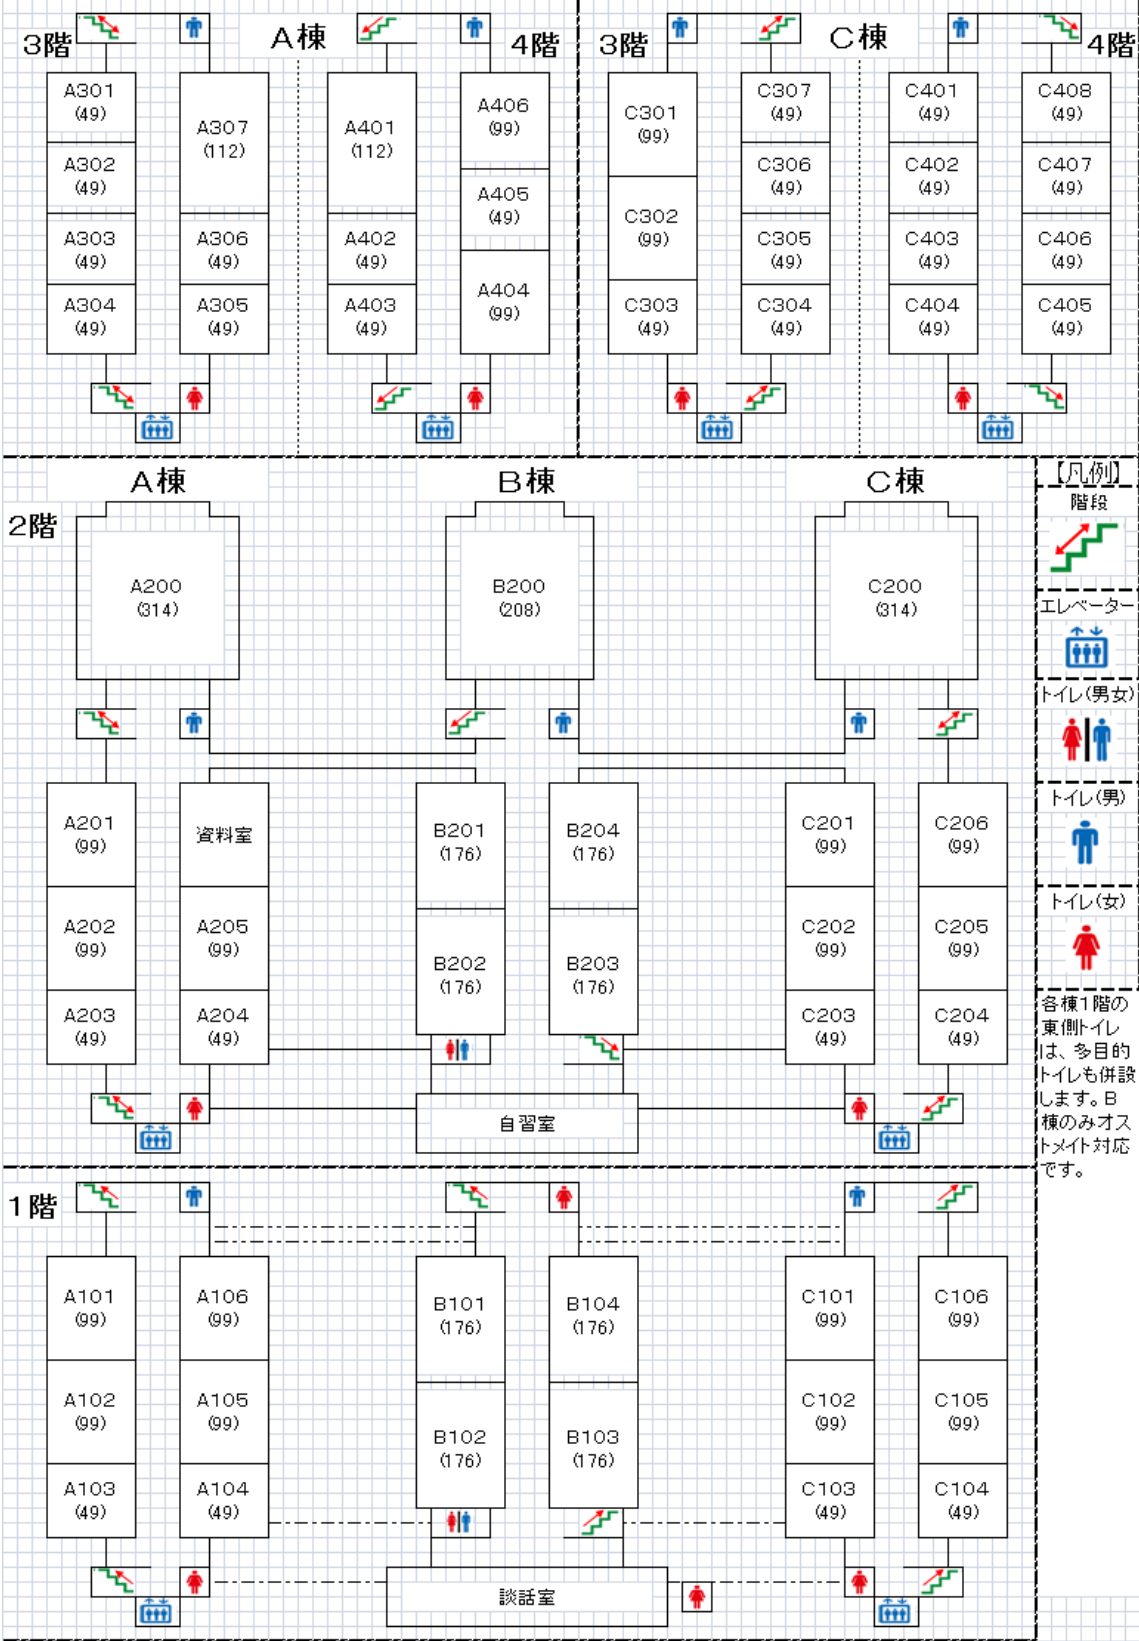 3階
A棟
4階
A301
(49)
A302
(49)
A303
(49)
A304
(49)
A307
(112)
A306
(49)
A305
(49)
A401
(112)
A402
(49)
A403
(49)
A406
(99)
A405
(49)
A404
(99)
3階
C棟
4階
C301
(99)
C302
(99)
C303
(49)
C307
(49)
C306
(49)
C305
(49)
C304
(49)
C401
(49)
C402
(49)
C403
(49)
C404
(49)
C408
(49)
C407
(49)
C406
(49)
C405
(49)
2階
A棟
B棟
C棟
A200
(314)
B200
(208)
C200
(314)
A201
(99)
A202
(99)
A203
(49)
資料室
A205
(99)
A204
(49)
B201
(176)
B202
(176)
B204
(176)
B203
(176)
C201
(99)
C202
(99)
C203
(49)
C206
(99)
C205
(99)
C204
(49)
自習室
1階
A101
(99)
A102
(99)
A103
(49)
A106
(99)
A105
(99)
A104
(49)
B101
(176)
B102
(176)
B104
(176)
B103
(176)
C101
(99)
C102
(99)
C103
(49)
C106
(99)
C105
(99)
C104
(49)
談話室
【凡例】
階段
エレベーター
トイレ(男女)
トイレ(男)
トイレ(女)
各棟1階の
東側トイレ
は、多目的
トイレも併設
します。B
棟のみオス
トメイト対応
です。